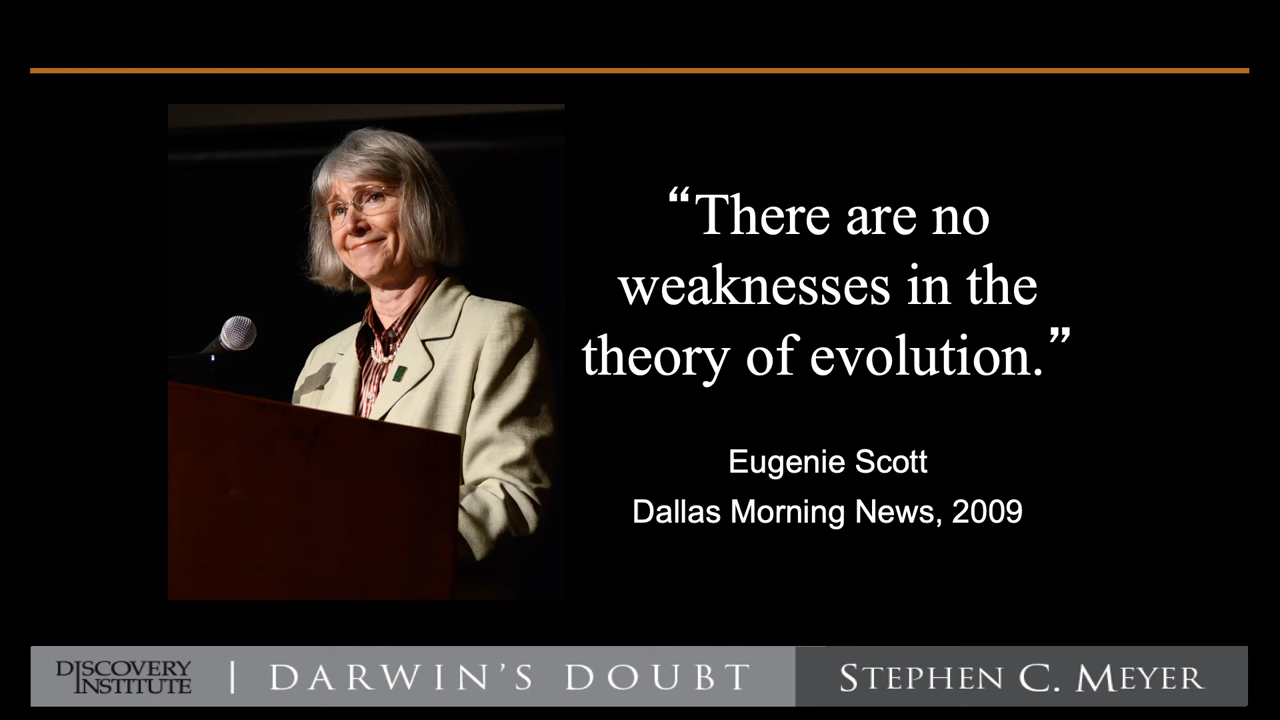 “There are no
weaknesses in the
theory of evolution.”
Eugenie Scott
Dallas Morning News, 2009
DISCOVERY
INSTITUTE | DARWIN’S DOUBT STEPHEN C. MEYER